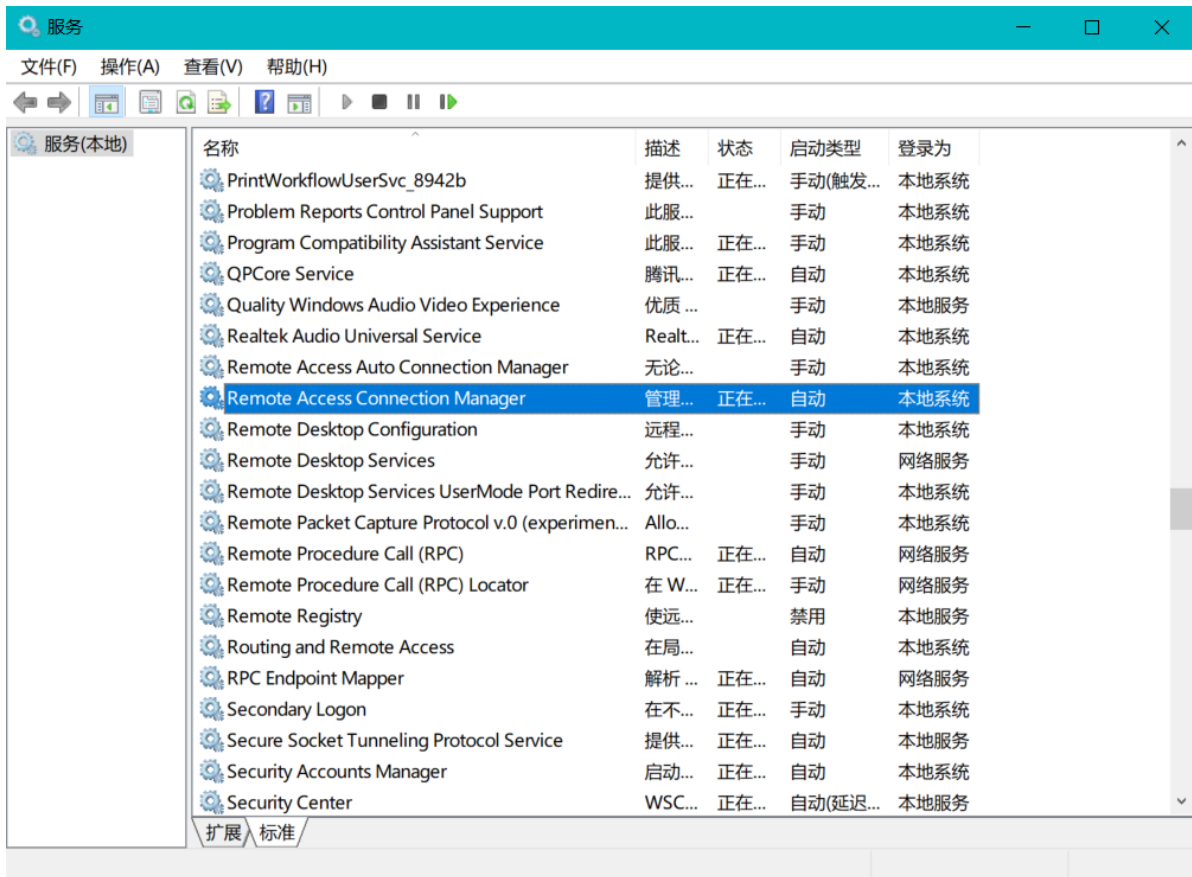 服务
文件(F) 操作(A) 查看(V) 帮助(H)
服务(本地)
名称 描述 状态 启动类型 登录为
PrintWorkflowUserSvc_8942b 提供... 正在... 手动(触发... 本地系统
Problem Reports Control Panel Support 此服... 手动 本地系统
Program Compatibility Assistant Service 此服... 正在... 手动 本地系统
QPCore Service 腾讯... 正在... 自动 本地系统
Quality Windows Audio Video Experience 优质 ... 手动 本地服务
Realtek Audio Universal Service Realt... 正在... 自动 本地系统
Remote Access Auto Connection Manager 无论... 手动 本地系统
Remote Access Connection Manager 管理... 正在... 自动 本地系统
Remote Desktop Configuration 远程... 手动 本地系统
Remote Desktop Services 允许... 手动 网络服务
Remote Desktop Services UserMode Port Redire... 允许... 手动 本地系统
Remote Packet Capture Protocol v.0 (experimen... Allo... 手动 本地系统
Remote Procedure Call (RPC) RPC... 正在... 自动 网络服务
Remote Procedure Call (RPC) Locator 在 W... 正在... 手动 网络服务
Remote Registry 使远... 禁用 本地服务
Routing and Remote Access 在局... 自动 本地系统
RPC Endpoint Mapper 解析 ... 正在... 自动 网络服务
Secondary Logon 在不... 正在... 手动 本地系统
Secure Socket Tunneling Protocol Service 提供... 正在... 自动 本地服务
Security Accounts Manager 启动... 正在... 自动 本地系统
Security Center WSC... 正在... 自动(延迟... 本地服务
扩展 标准